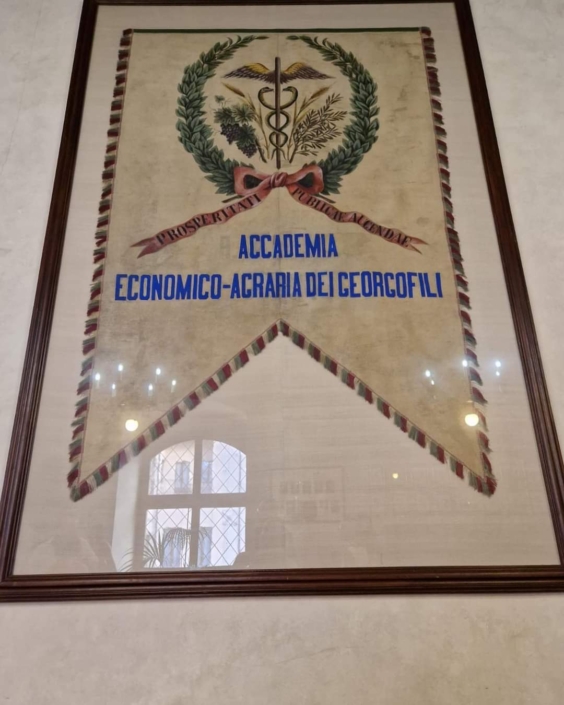 PROSPERITATI PUBLICAE AUGENDAE
ACCADEMIA
ECONOMICO-AGRARIA DEI GEORGOFILI